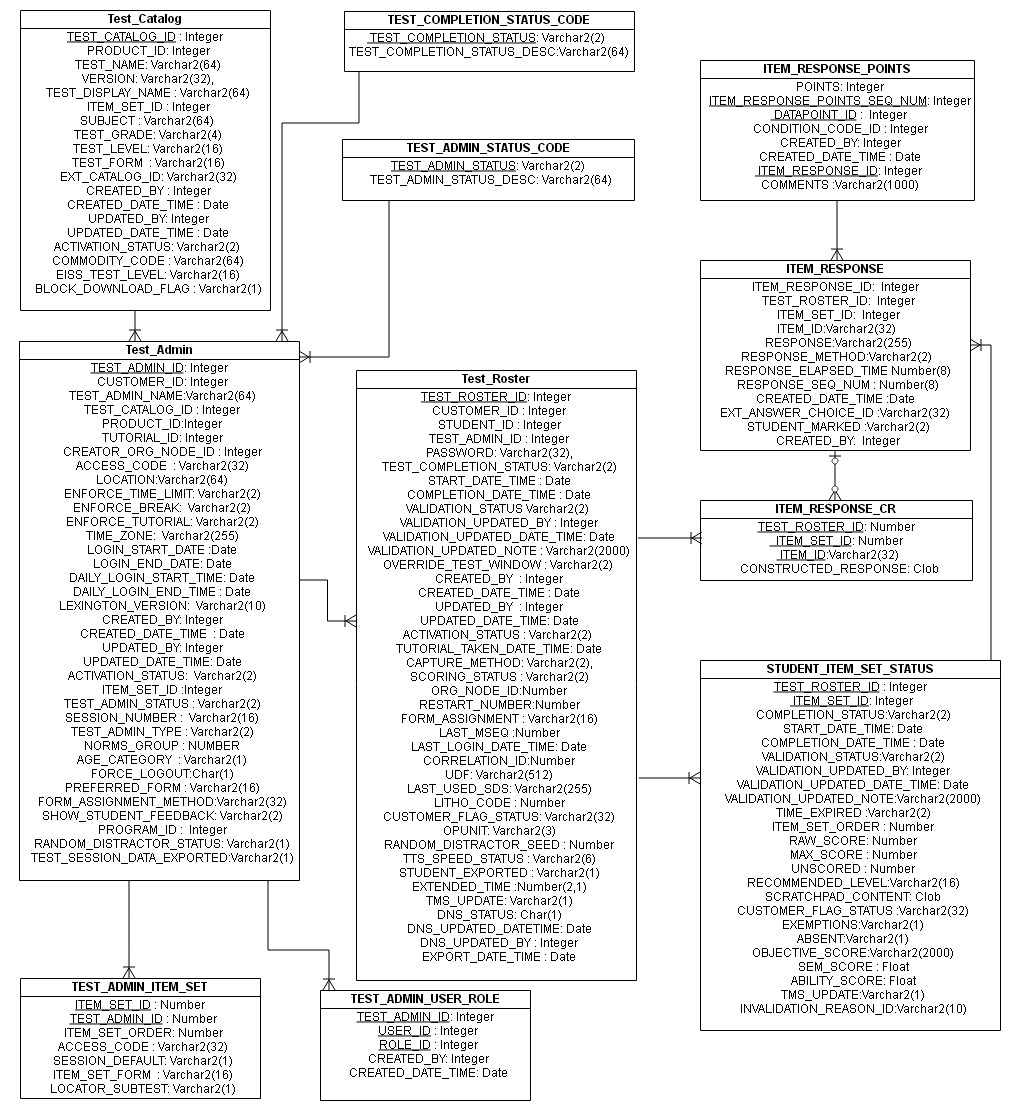 Test_Catalog
TEST_CATALOG_ID : Integer
PRODUCT_ID: Integer
TEST_NAME: Varchar2(64)
VERSION: Varchar2(32),
TEST_DISPLAY_NAME : Varchar2(64)
ITEM_SET_ID : Integer
SUBJECT : Varchar2(64)
TEST_GRADE: Varchar2(4)
TEST_LEVEL: Varchar2(16)
TEST_FORM : Varchar2(16)
EXT_CATALOG_ID: Varchar2(32)
CREATED_BY : Integer
CREATED_DATE_TIME : Date
UPDATED_BY: Integer
UPDATED_DATE_TIME: Date
ACTIVATION_STATUS: Varchar2(2)
COMMODITY_CODE : Varchar2(64)
EISS_TEST_LEVEL: Varchar2(16)
BLOCK_DOWNLOAD_FLAG : Varchar2(1)
TEST_COMPLETION_STATUS_CODE
TEST_COMPLETION_STATUS: Varchar2(2)
TEST_COMPLETION_STATUS_DESC:Varchar2(64)
TEST_ADMIN_STATUS_CODE
TEST_ADMIN_STATUS: Varchar2(2)
TEST_ADMIN_STATUS_DESC: Varchar2(64)
ITEM_RESPONSE_POINTS
POINTS: Integer
ITEM_RESPONSE_POINTS_SEQ_NUM: Integer
DATAPOINT_ID : Integer
CONDITION_CODE_ID : Integer
CREATED_BY: Integer
CREATED_DATE_TIME : Date
ITEM_RESPONSE_ID: Integer
COMMENTS :Varchar2(1000)
ITEM_RESPONSE
ITEM_RESPONSE_ID: Integer
TEST_ROSTER_ID: Integer
ITEM_SET_ID: Integer
ITEM_ID:Varchar2(32)
RESPONSE:Varchar2(255)
RESPONSE_METHOD:Varchar2(2)
RESPONSE_ELAPSED_TIME Number(8)
RESPONSE_SEQ_NUM : Number(8)
CREATED_DATE_TIME :Date
EXT_ANSWER_CHOICE_ID :Varchar2(32)
STUDENT_MARKED :Varchar2(2)
CREATED_BY: Integer
Test_Admin
TEST_ADMIN_ID: Integer
CUSTOMER_ID: Integer
TEST_ADMIN_NAME:Varchar2(64)
TEST_CATALOG_ID : Integer
PRODUCT_ID:Integer
TUTORIAL_ID:Integer
CREATOR_ORG_NODE_ID : Integer
ACCESS_CODE : Varchar2(32)
LOCATION:Varchar2(64)
ENFORCE_TIME_LIMIT: Varchar2(2)
ENFORCE_BREAK: Varchar2(2)
ENFORCE_TUTORIAL: Varchar2(2)
TIME_ZONE: Varchar2(255)
LOGIN_START_DATE :Date
LOGIN_END_DATE: Date
DAILY_LOGIN_START_TIME: Date
DAILY_LOGIN_END_TIME : Date
LEXINGTON_VERSION: Varchar2(10)
CREATED_BY: Integer
CREATED_DATE_TIME : Date
UPDATED_BY: Integer
UPDATED_DATE_TIME: Date
ACTIVATION_STATUS: Varchar2(2)
ITEM_SET_ID :Integer
TEST_ADMIN_STATUS : Varchar2(2)
SESSION_NUMBER : Varchar2(16)
TEST_ADMIN_TYPE : Varchar2(2)
NORMS_GROUP : NUMBER
AGE_CATEGORY : Varchar2(1)
FORCE_LOGOUT:Char(1)
PREFERRED_FORM : Varchar2(16)
FORM_ASSIGNMENT_METHOD:Varchar2(32)
SHOW_STUDENT_FEEDBACK: Varchar2(2)
PROGRAM_ID : Integer
RANDOM_DISTRACTOR_STATUS: Varchar2(1)
TEST_SESSION_DATA_EXPORTED:Varchar2(1)
Test_Roster
TEST_ROSTER_ID: Integer
CUSTOMER_ID : Integer
STUDENT_ID : Integer
TEST_ADMIN_ID : Integer
PASSWORD: Varchar2(32),
TEST_COMPLETION_STATUS: Varchar2(2)
START_DATE_TIME : Date
COMPLETION_DATE_TIME : Date
VALIDATION_STATUS Varchar2(2)
VALIDATION_UPDATED_BY : Integer
VALIDATION_UPDATED_DATE_TIME: Date
VALIDATION_UPDATED_NOTE : Varchar2(2000)
OVERRIDE_TEST_WINDOW : Varchar2(2)
CREATED_BY : Integer
CREATED_DATE_TIME : Date
UPDATED_BY : Integer
UPDATED_DATE_TIME: Date
ACTIVATION_STATUS : Varchar2(2)
TUTORIAL_TAKEN_DATE_TIME: Date
CAPTURE_METHOD: Varchar2(2),
SCORING_STATUS : Varchar2(2)
ORG_NODE_ID:Number
RESTART_NUMBER:Number
FORM_ASSIGNMENT : Varchar2(16)
LAST_MSEQ :Number
LAST_LOGIN_DATE_TIME: Date
CORRELATION_ID:Number
UDF: Varchar2(512)
LAST_USED_SDS: Varchar2(255)
LITHO_CODE : Number
CUSTOMER_FLAG_STATUS: Varchar2(32)
OPUNIT: Varchar2(3)
RANDOM_DISTRACTOR_SEED : Number
TTS_SPEED_STATUS : Varchar2(6)
STUDENT_EXPORTED : Varchar2(1)
EXTENDED_TIME :Number(2,1)
TMS_UPDATE: Varchar2(1)
DNS_STATUS: Char(1)
DNS_UPDATED_DATETIME: Date
DNS_UPDATED_BY : Integer
EXPORT_DATE_TIME : Date
ITEM_RESPONSE_CR
TEST_ROSTER_ID: Number
ITEM_SET_ID: Number
ITEM_ID:Varchar2(32)
CONSTRUCTED_RESPONSE: Clob
STUDENT_ITEM_SET_STATUS
TEST_ROSTER_ID : Integer
ITEM_SET_ID: Integer
COMPLETION_STATUS:Varchar2(2)
START_DATE_TIME: Date
COMPLETION_DATE_TIME : Date
VALIDATION_STATUS:Varchar2(2)
VALIDATION_UPDATED_BY: Integer
VALIDATION_UPDATED_DATE_TIME: Date
VALIDATION_UPDATED_NOTE:Varchar2(2000)
TIME_EXPIRED :Varchar2(2)
ITEM_SET_ORDER : Number
RAW_SCORE: Number
MAX_SCORE : Number
UNSCORED : Number
RECOMMENDED_LEVEL:Varchar2(16)
SCRATCHPAD_CONTENT: Clob
CUSTOMER_FLAG_STATUS :Varchar2(32)
EXEMPTIONS:Varchar2(1)
ABSENT:Varchar2(1)
OBJECTIVE_SCORE:Varchar2(2000)
SEM_SCORE : Float
ABILITY_SCORE: Float
TMS_UPDATE:Varchar2(1)
INVALIDATION_REASON_ID:Varchar2(10)
TEST_ADMIN_ITEM_SET
ITEM_SET_ID : Number
TEST_ADMIN_ID : Number
ITEM_SET_ORDER: Number
ACCESS_CODE : Varchar2(32)
SESSION_DEFAULT: Varchar2(1)
ITEM_SET_FORM : Varchar2(16)
LOCATOR_SUBTEST: Varchar2(1)
TEST_ADMIN_USER_ROLE
TEST_ADMIN_ID: Integer
USER_ID : Integer
ROLE_ID : Integer
CREATED_BY: Integer
CREATED_DATE_TIME: Date